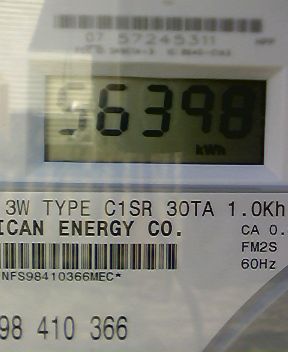 07 57245311
56398
kWh
3W TYPE C1SR 30TA 1.0Kh
ICAN ENERGY CO.
CA 0.
FM2S
60Hz
NFS98410366MEC*
98 410 366